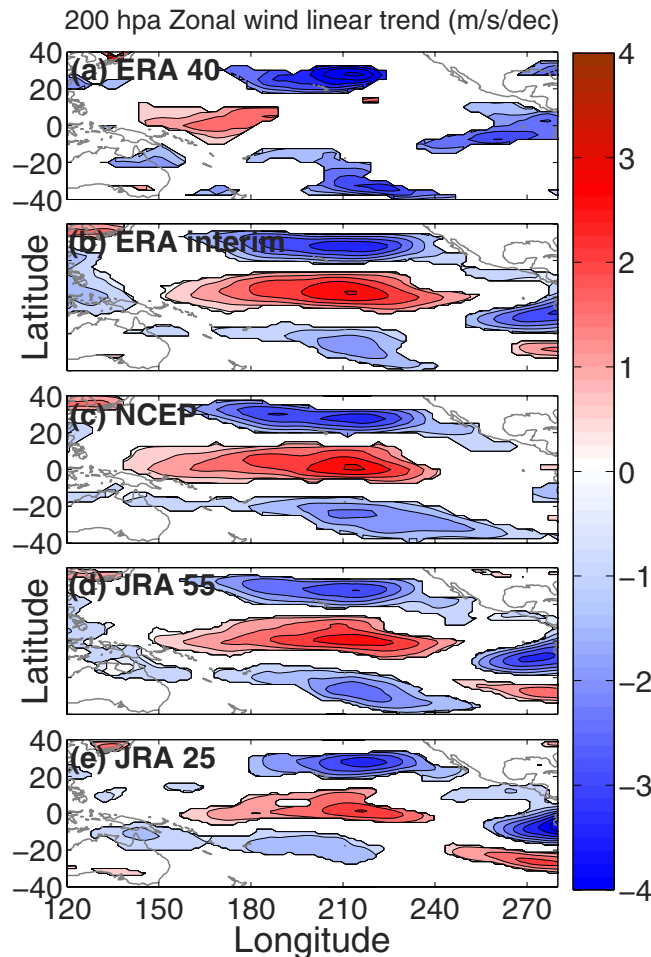 200 hpa Zonal wind linear trend (m/s/dec)
40
(a) ERA 40
20
0
−20
−40
(b) ERA interim
Latitude
40
(c) NCEP
20
0
−20
−40
(d) JRA 55
Latitude
40
(e) JRA 25
20
0
−20
−40
120 150 180 210 240 270
Longitude
4
3
2
1
0
−1
−2
−3
−4